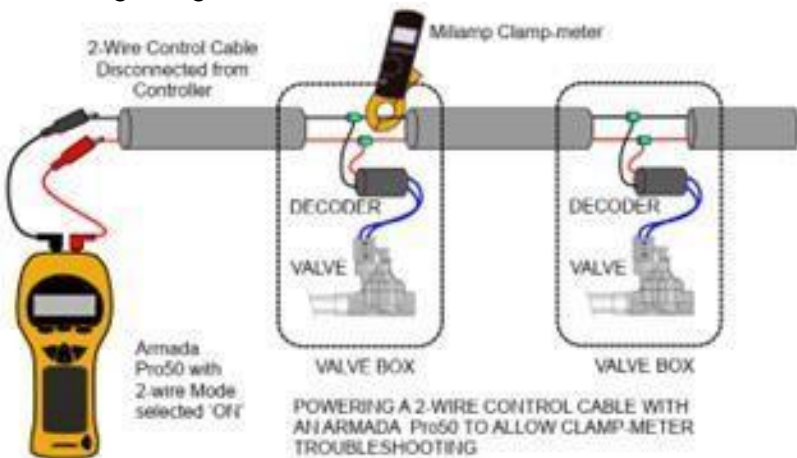 2-Wire Control Cable
Disconnected from
Controller
Miliamp Clamp-meter
DECODER
DECODER
VALVE
VALVE
Armada
Pro50 with
2-wire Mode
selected 'ON'
VALVE BOX
VALVE BOX
POWERING A 2-WIRE CONTROL CABLE WITH
AN ARMADA Pro50 TO ALLOW CLAMP-METER
TROUBLESHOOTING